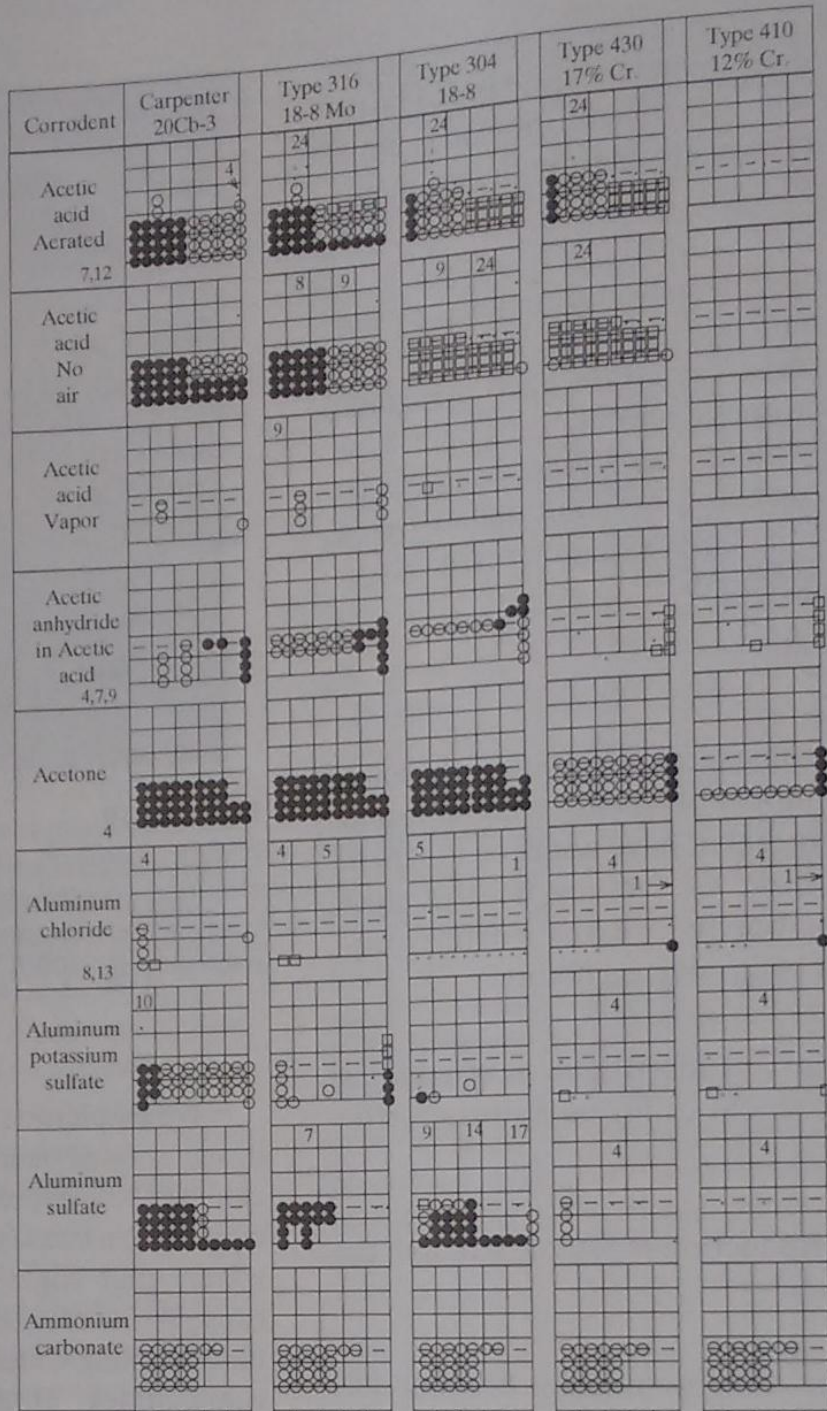 Corrodent
Carpenter
20Cb-3
Type 316
18-8 Mo
Type 304
18-8
Type 430
17% Cr.
Type 410
12% Cr.
Acetic
acid
Aerated
7,12
4
24
24
24
Acetic
acid
No
air
8 9
9 24
24
Acetic
acid
Vapor
9
Acetic
anhydride
in Acetic
acid
4,7,9
Acetone
4
Aluminum
chloride
8,13
4
4 5
5
1
4
1
4
1
Aluminum
potassium
sulfate
10
4
4
Aluminum
sulfate
7
9 14 17
4
4
Ammonium
carbonate